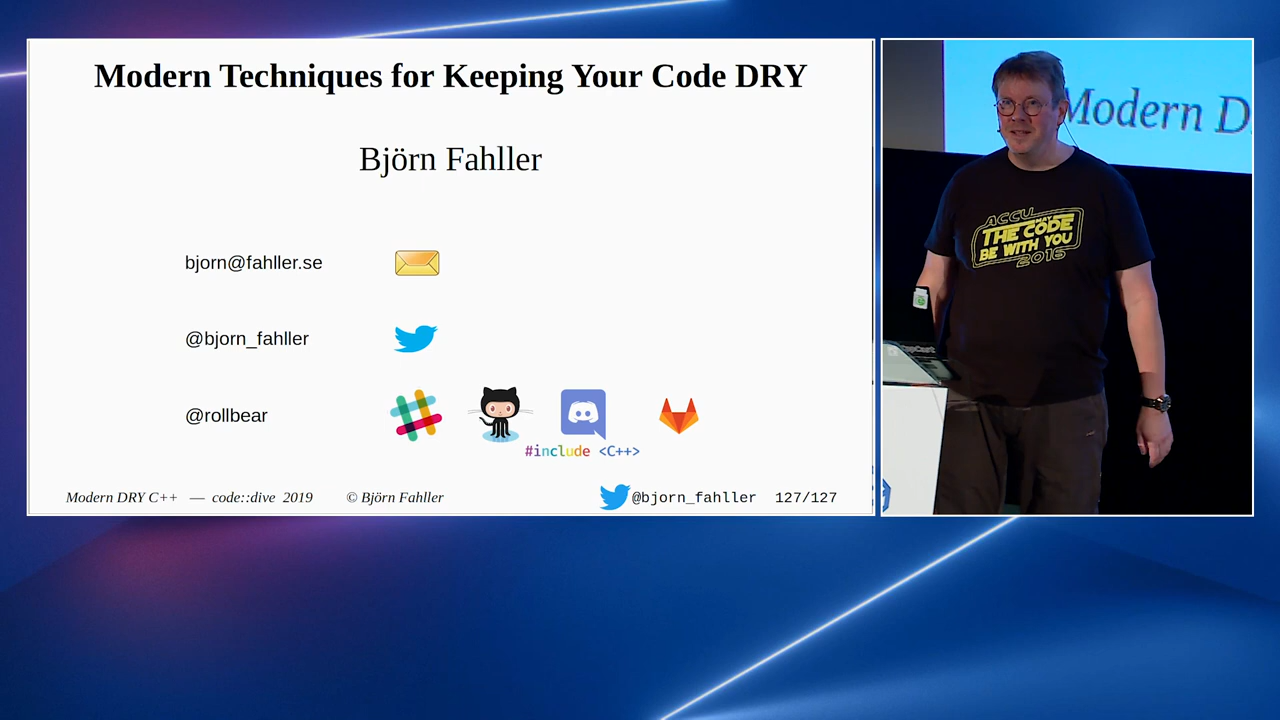 Modern Techniques for Keeping Your Code DRY
Björn Fahller
bjorn@fahller.se
@bjorn_fahller
@rollbear
#include <C++>
Modern DRY C++ — code::dive 2019 © Björn Fahller @bjorn_fahller 127/127
Modern D
ACCU
MAY
THE CODE
BE WITH YOU
2016